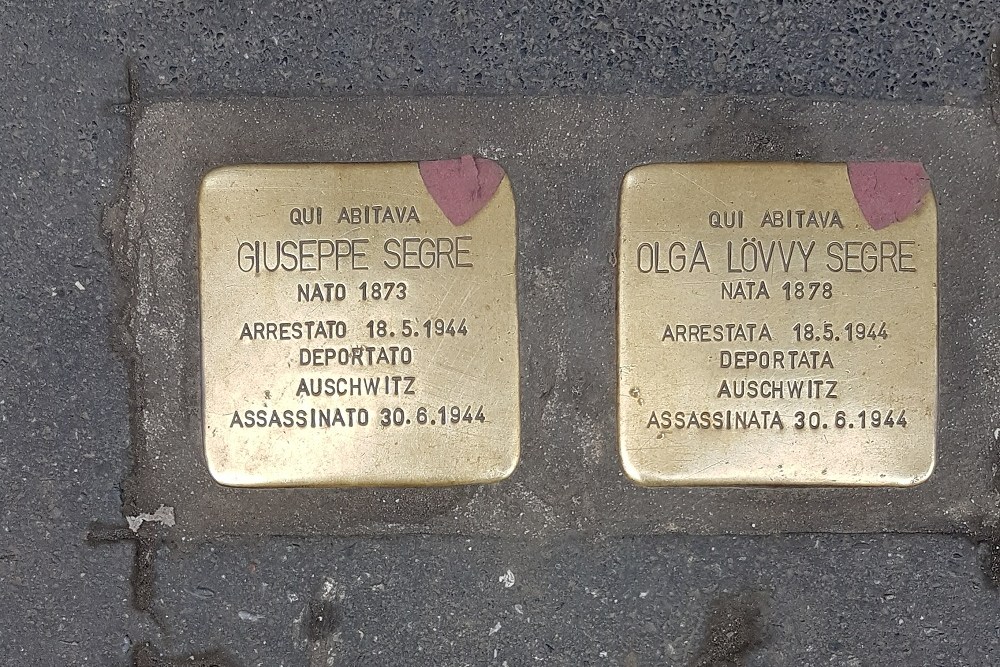 QUI ABITAVA
GIUSEPPE SEGRE
NATO 1873
ARRESTATO 18.5.1944
DEPORTATO
AUSCHWITZ
ASSASSINATO 30.6.1944
QUI ABITAVA
OLGA LÖVVY SEGRE
NATA 1878
ARRESTATA 18.5.1944
DEPORTATA
AUSCHWITZ
ASSASSINATA 30.6.1944